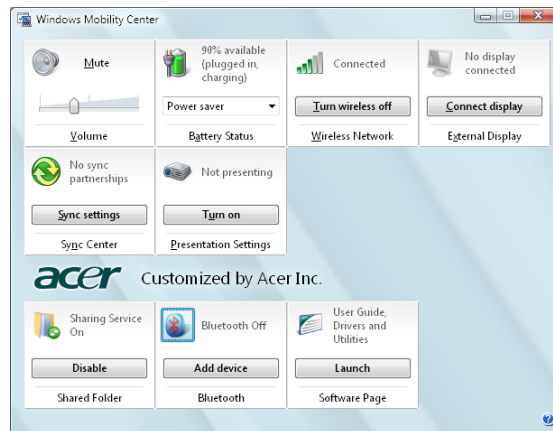 Windows Mobility Center
Mute
Volume
90% available
(plugged in,
charging)
Power saver
Battery Status
Connected
Turn wireless off
Wireless Network
No display
connected
Connect display
External Display
No sync
partnerships
Sync settings
Sync Center
Not presenting
Turn on
Presentation Settings
acer Customized by Acer Inc.
Sharing Service
On
Disable
Shared Folder
Bluetooth Off
Add device
Bluetooth
User Guide,
Drivers and
Utilities
Launch
Software Page